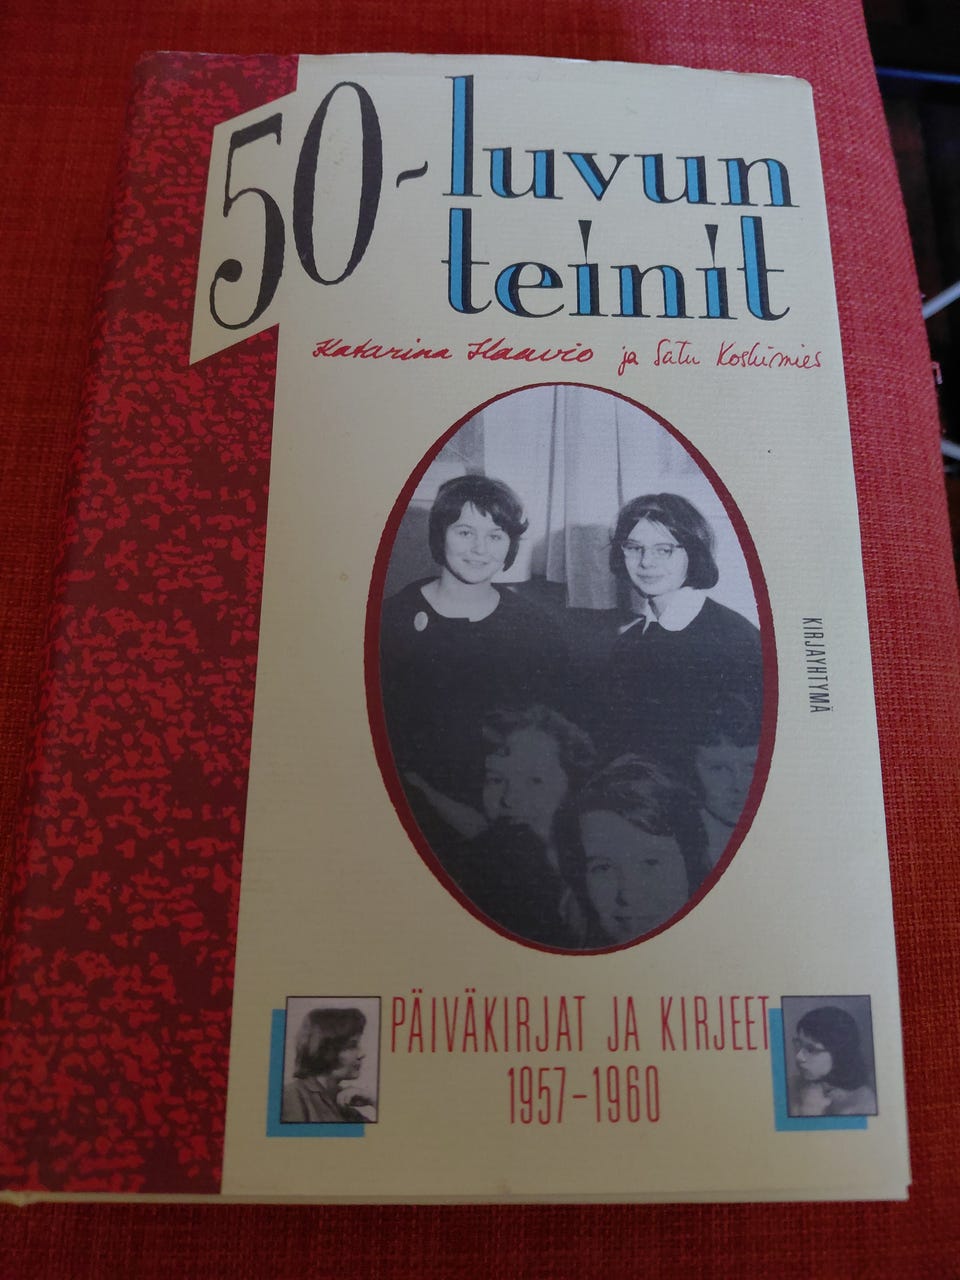 50-luvun
teinit
Katarina Haavio ja Satu Koskimies
KIRJAYHTYMÄ
PÄIVÄKIRJAT JA KIRJEET
1957-1960